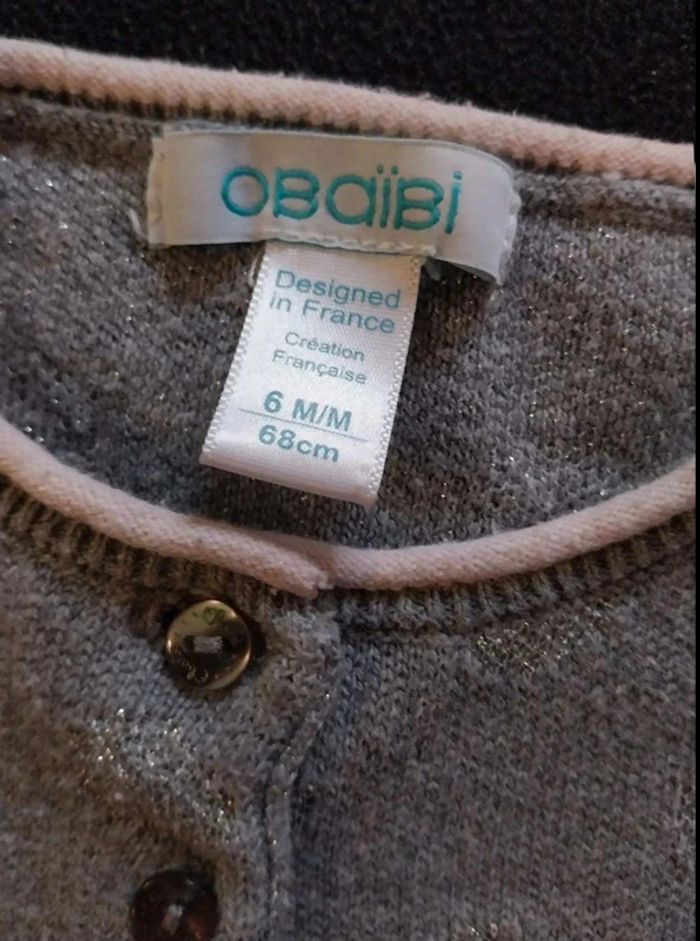 OBaïBi
Designed
in France
Création
Française
6 M/M
68cm